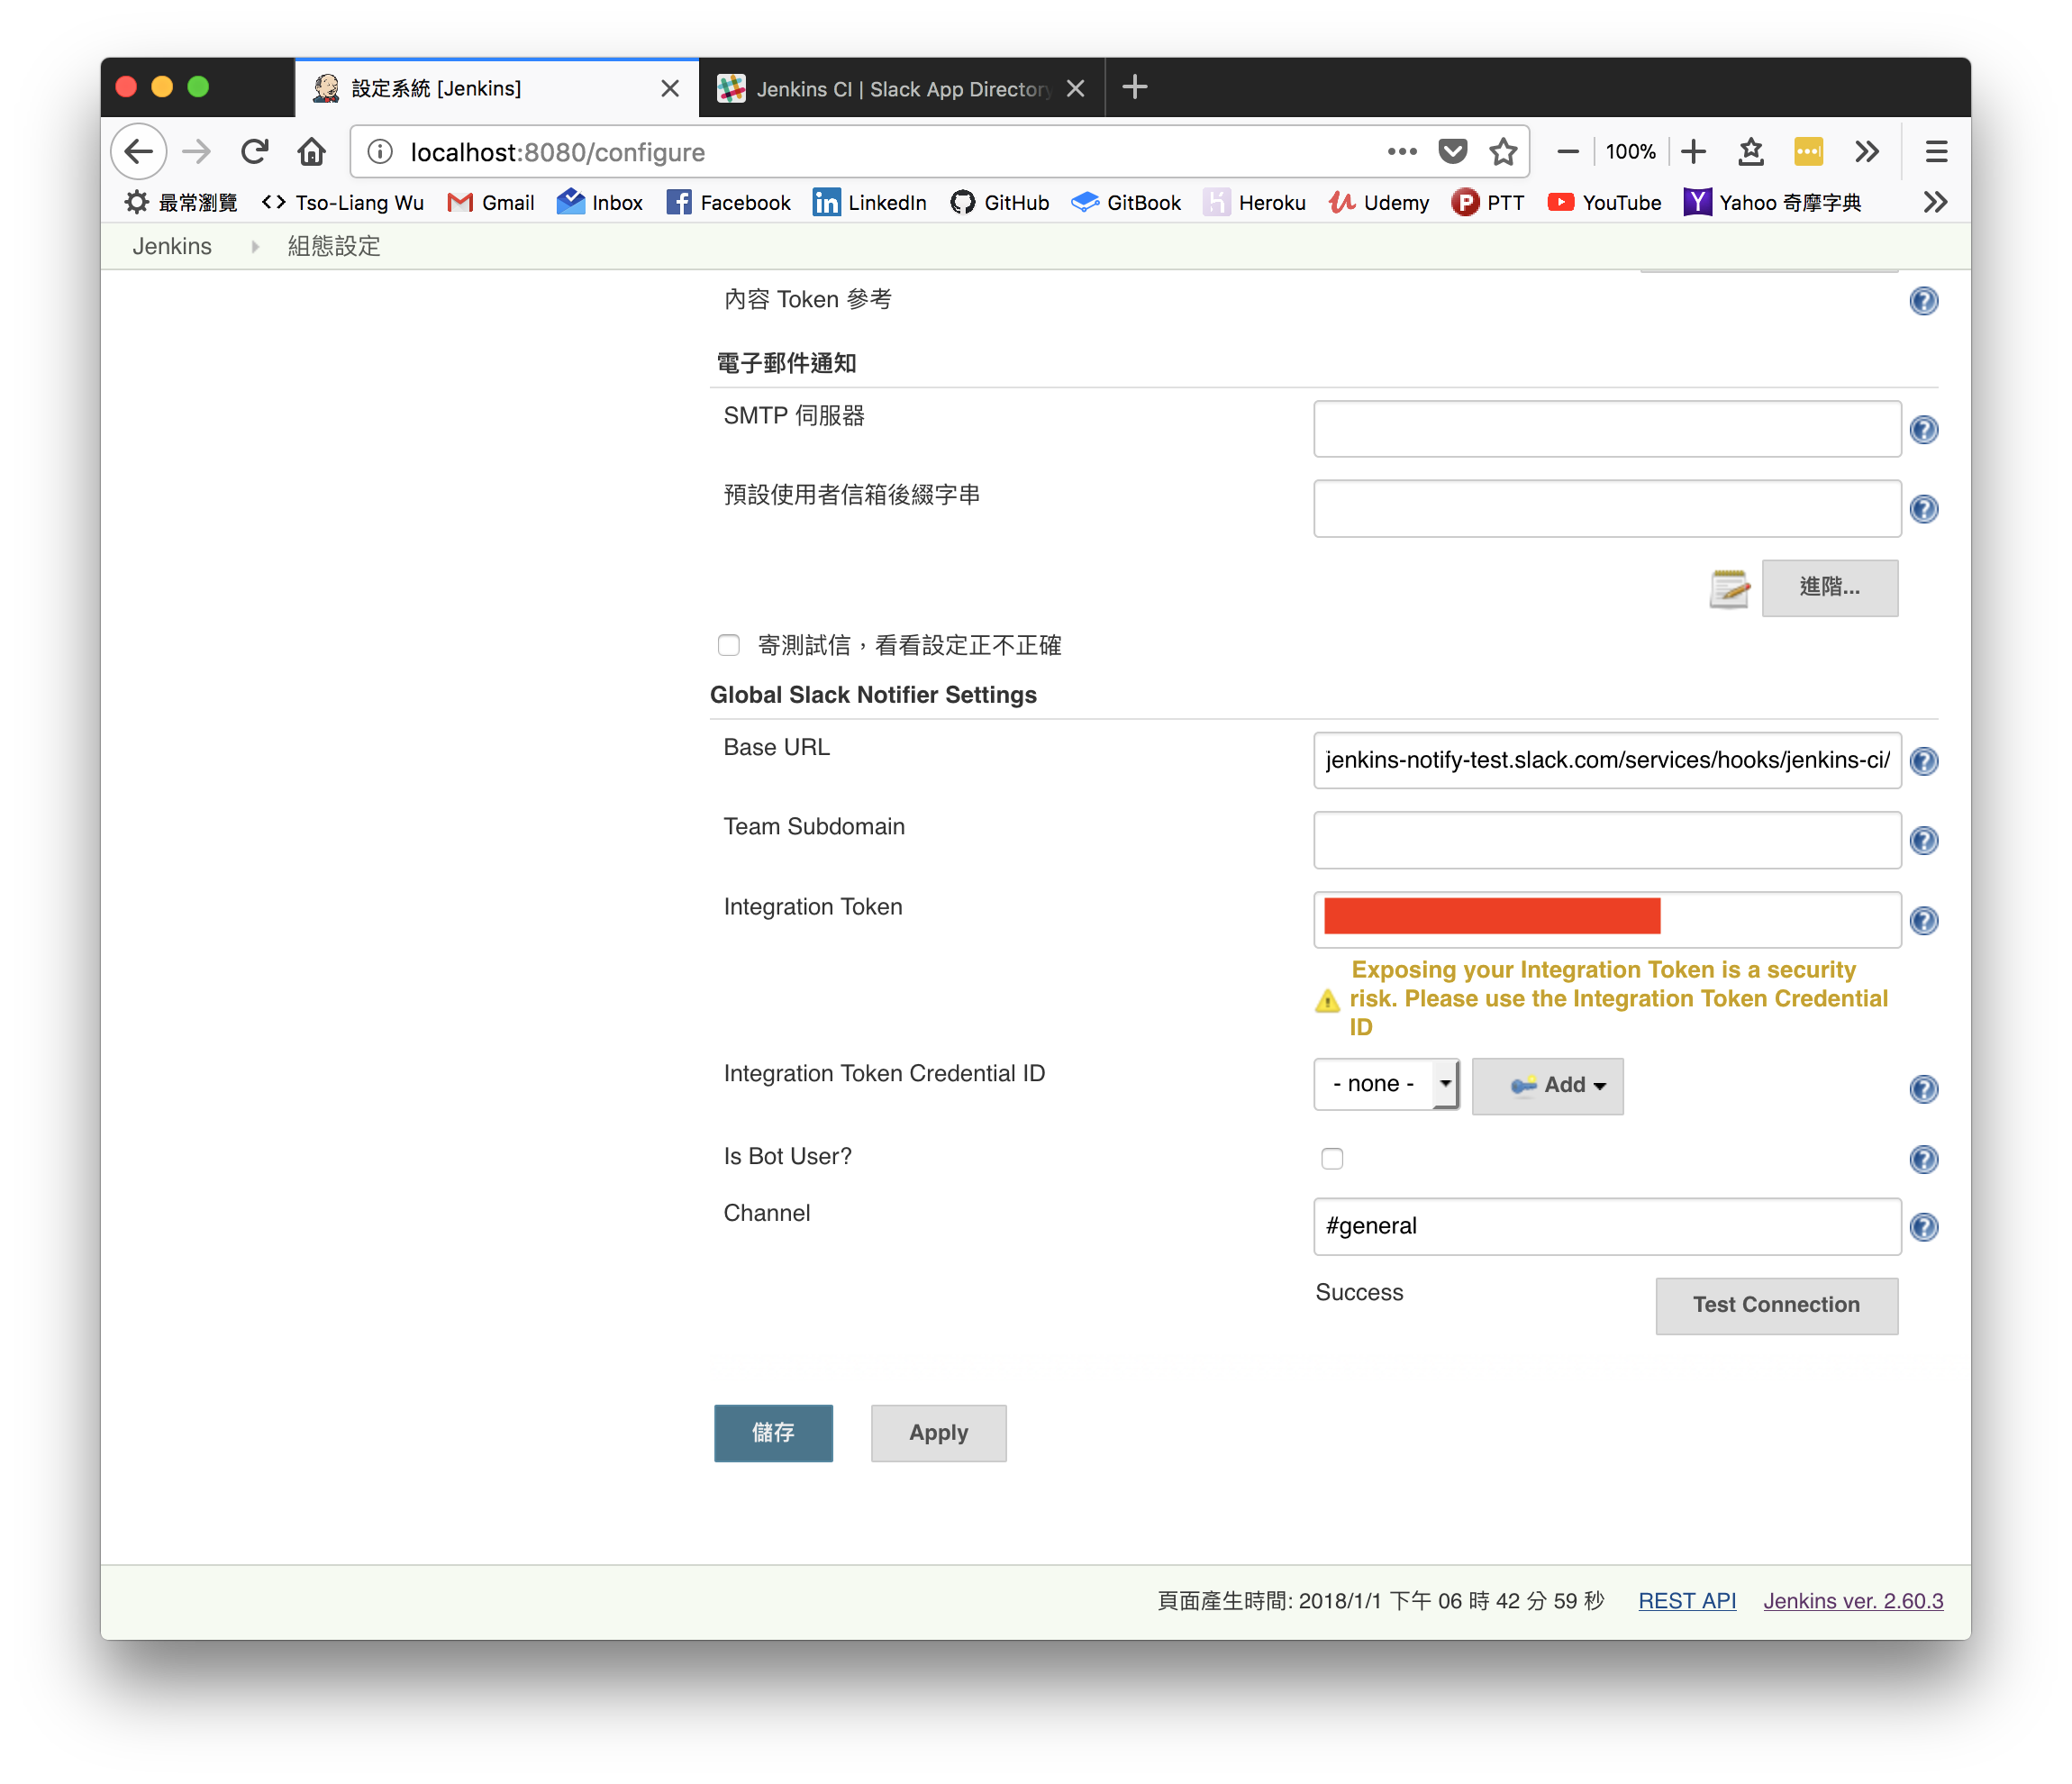 設定系統 [Jenkins]
Jenkins CI | Slack App Directory
localhost:8080/configure
100%
最常瀏覽 Tso-Liang Wu Gmail Inbox Facebook LinkedIn GitHub GitBook Heroku Udemy PTT YouTube Yahoo 奇摩字典
Jenkins 組態設定
內容 Token 參考
電子郵件通知
SMTP 伺服器
預設使用者信箱後綴字串
進階...
寄測試信，看看設定正不正確
Global Slack Notifier Settings
Base URL jenkins-notify-test.slack.com/services/hooks/jenkins-ci/
Team Subdomain
Integration Token
Exposing your Integration Token is a security
risk. Please use the Integration Token Credential
ID
Integration Token Credential ID - none - Add
Is Bot User?
Channel #general
Success Test Connection
儲存 Apply
頁面產生時間: 2018/1/1 下午 06 時 42 分 59 秒 REST API Jenkins ver. 2.60.3